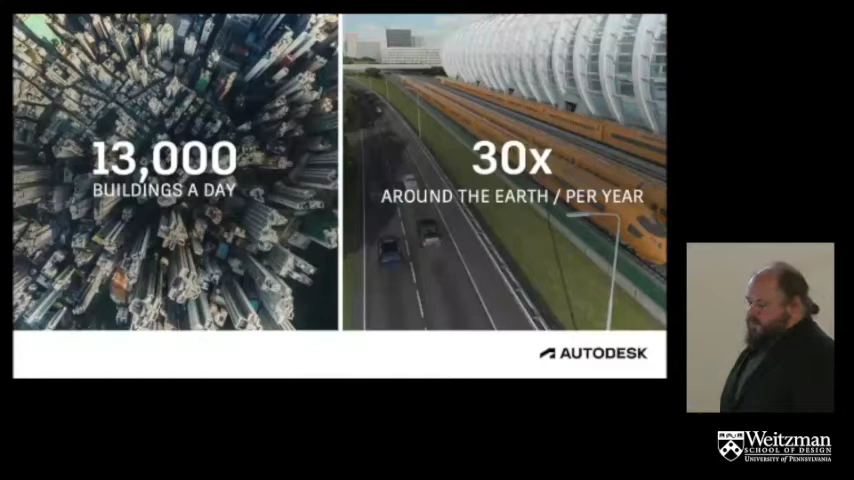 13,000
BUILDINGS A DAY
30x
AROUND THE EARTH / PER YEAR
AUTODESK
Weitzman
SCHOOL OF DESIGN
UNIVERSITY of PENNSYLVANIA